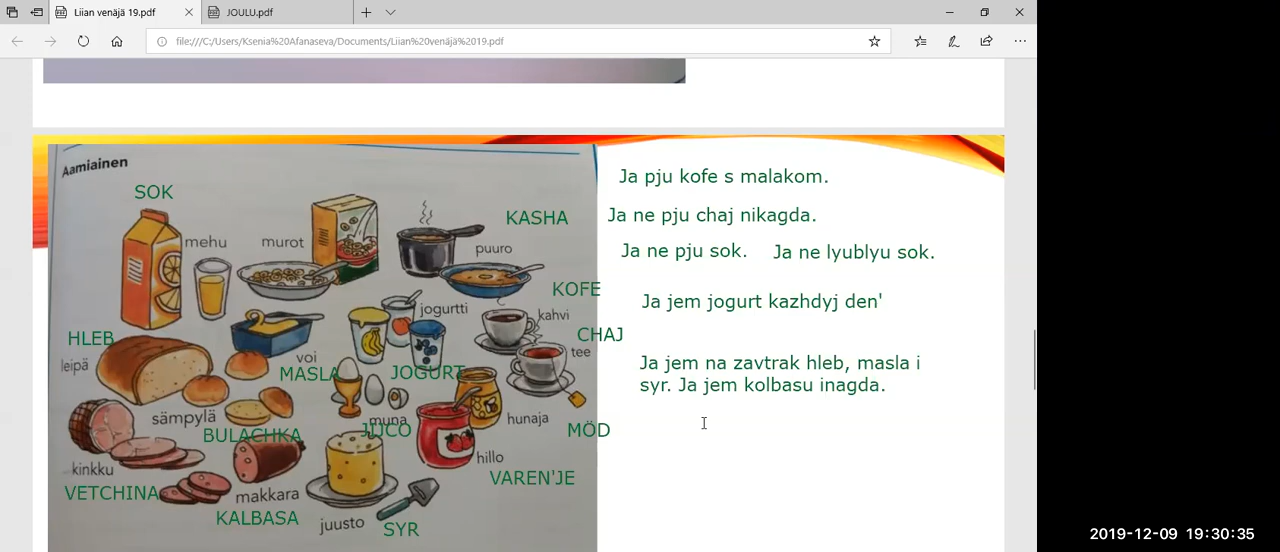 Liian venäjä 19.pdf
JOULU.pdf
file:///C:/Users/Ksenia%20Afanaseva/Documents/Liian%20venäjä%2019.pdf
Aamiainen
SOK
mehu
murot
KASHA
puuro
KOFE
kahvi
jogurtti
CHAJ
tee
HLEB
leipä
voi
MASLA
JOGURT
sämpylä
BULACHKA
muna
JIJCO
hunaja
MÖD
hillo
VAREN'JE
kinkku
VETCHINA
makkara
KALBASA
juusto
SYR
Ja pju kofe s malakom.
Ja ne pju chaj nikagda.
Ja ne pju sok. Ja ne lyublyu sok.
Ja jem jogurt kazhdyj den'
Ja jem na zavtrak hleb, masla i
syr. Ja jem kolbasu inagda.
2019-12-09 19:30:35